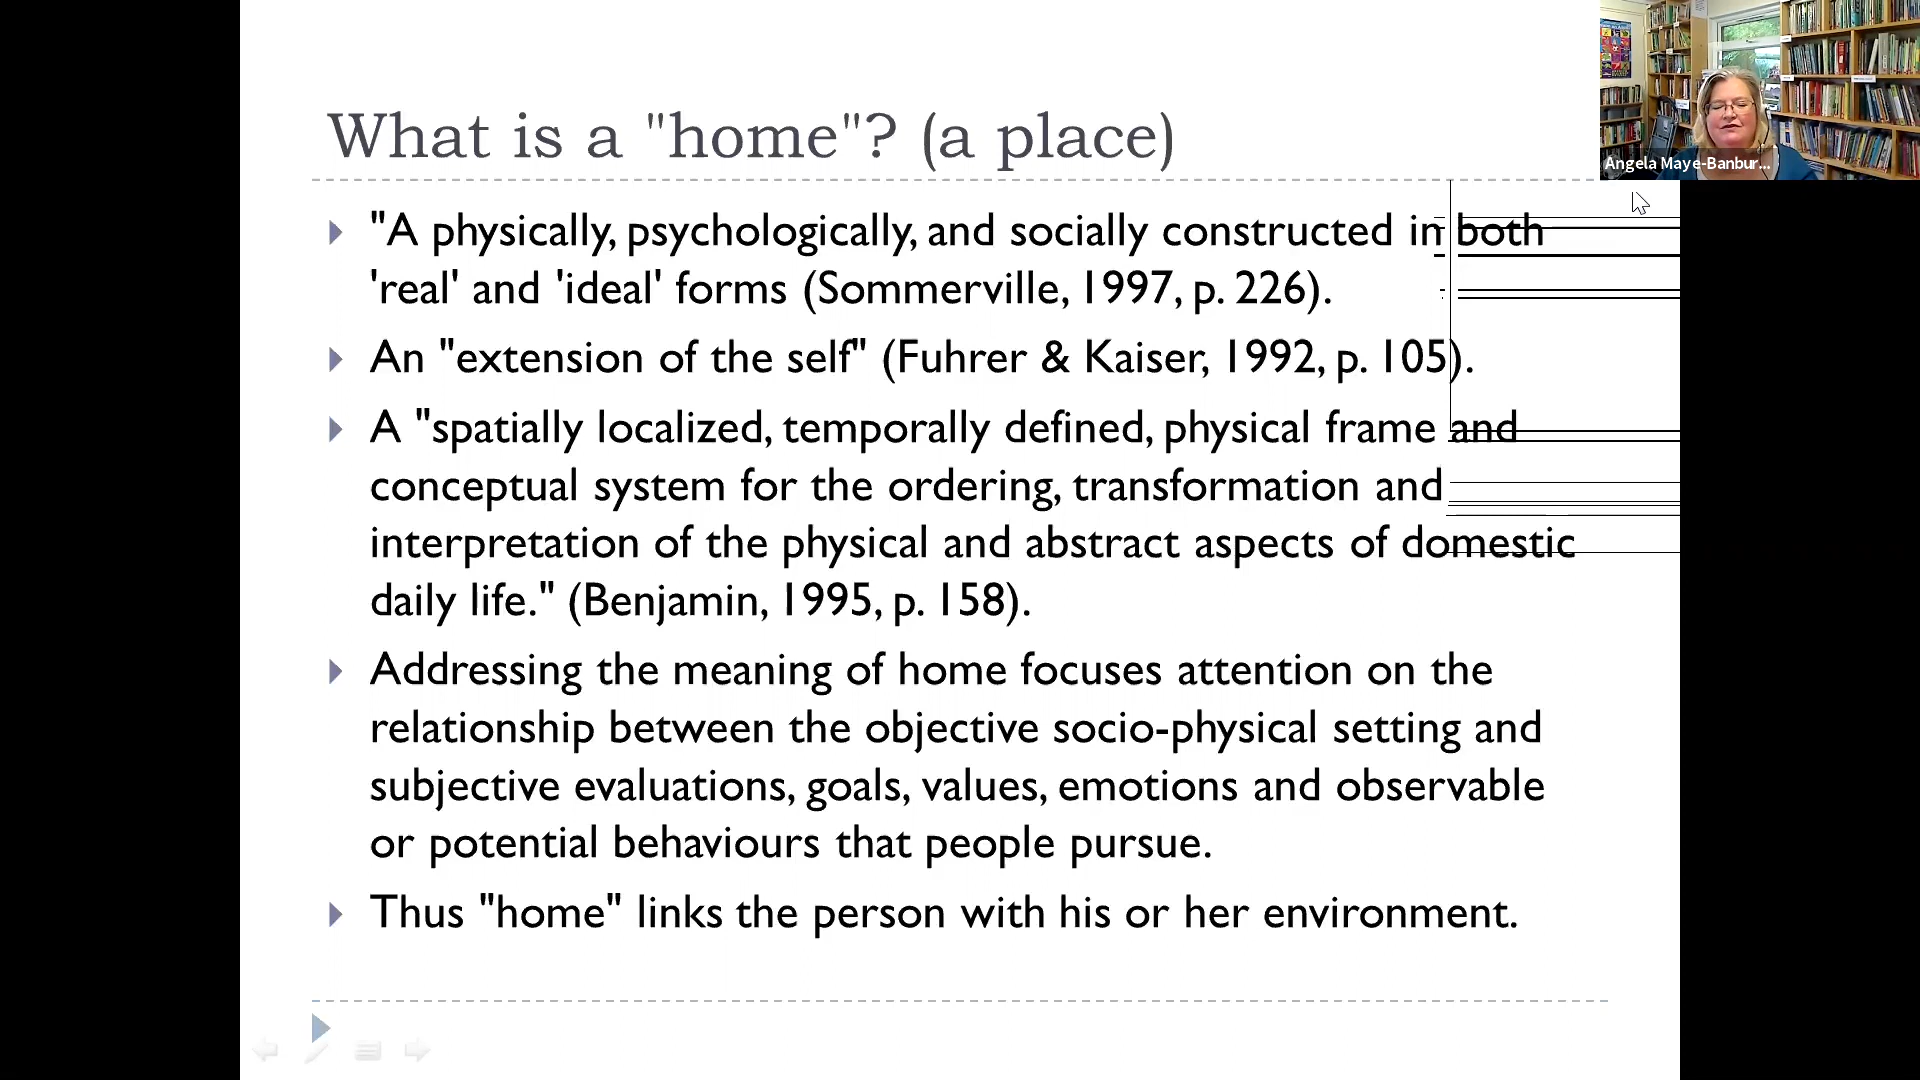 What is a "home"? (a place)
Angela Maye-Banbur...
"A physically, psychologically, and socially constructed in both
'real' and 'ideal' forms (Sommerville, 1997, p. 226).
An "extension of the self" (Fuhrer & Kaiser, 1992, p. 105).
A "spatially localized, temporally defined, physical frame and
conceptual system for the ordering, transformation and
interpretation of the physical and abstract aspects of domestic
daily life." (Benjamin, 1995, p. 158).
Addressing the meaning of home focuses attention on the
relationship between the objective socio-physical setting and
subjective evaluations, goals, values, emotions and observable
or potential behaviours that people pursue.
Thus "home" links the person with his or her environment.